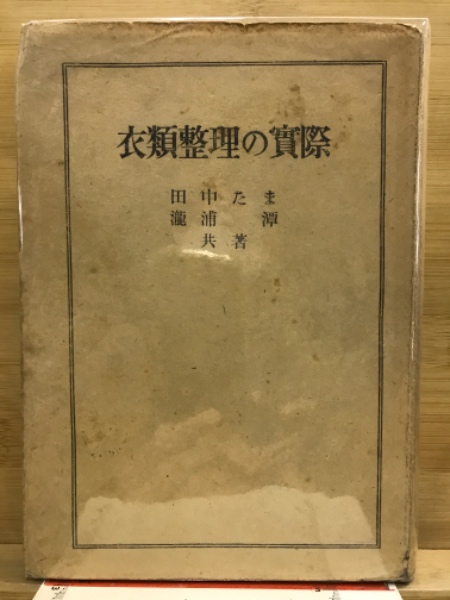 衣類整理の實際
田中たま
瀧浦潭
共著